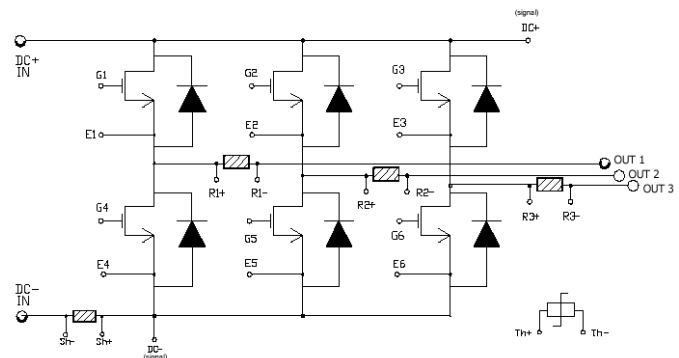 (signal)
DC+
DC+
IN
G1
G2
G3
E1
E2
E3
OUT 1
OUT 2
OUT 3
R1+
R1-
R2+
R2-
R3+
R3-
G4
G5
G6
E4
E5
E6
DC-
IN
Sh-
Sh+
DC-
(signal)
Th+
Th-